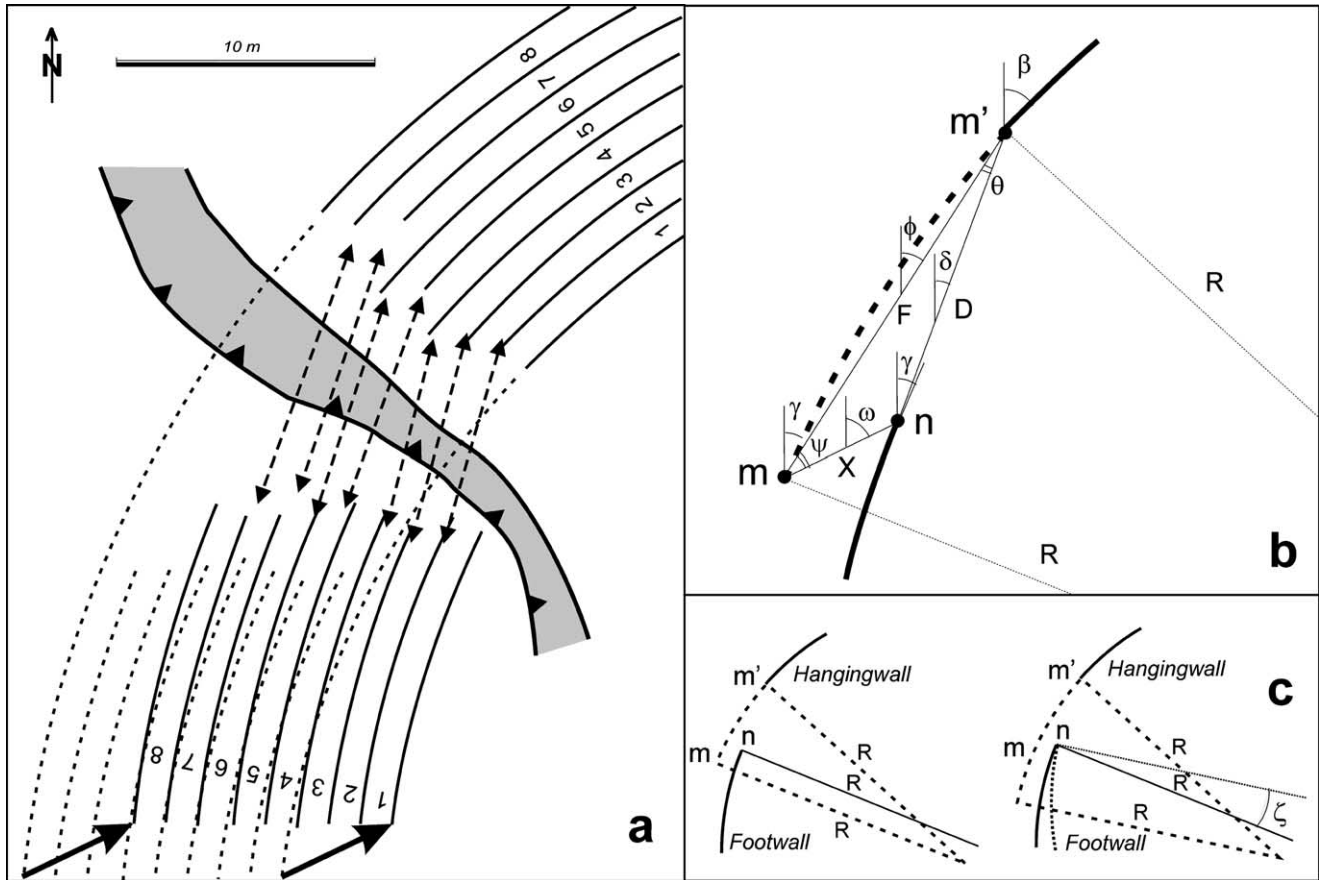 N
10 m
8
7
6
5
4
3
2
1
8
7
6
5
4
3
2
1
a
β
m'
θ
ϕ
δ
R
F
D
γ
γ
ω
n
ψ
m
X
R
b
m'
Hangingwall
n
m
R
R
R
Footwall
m'
Hangingwall
n
m
R
R
R
ζ
Footwall
c